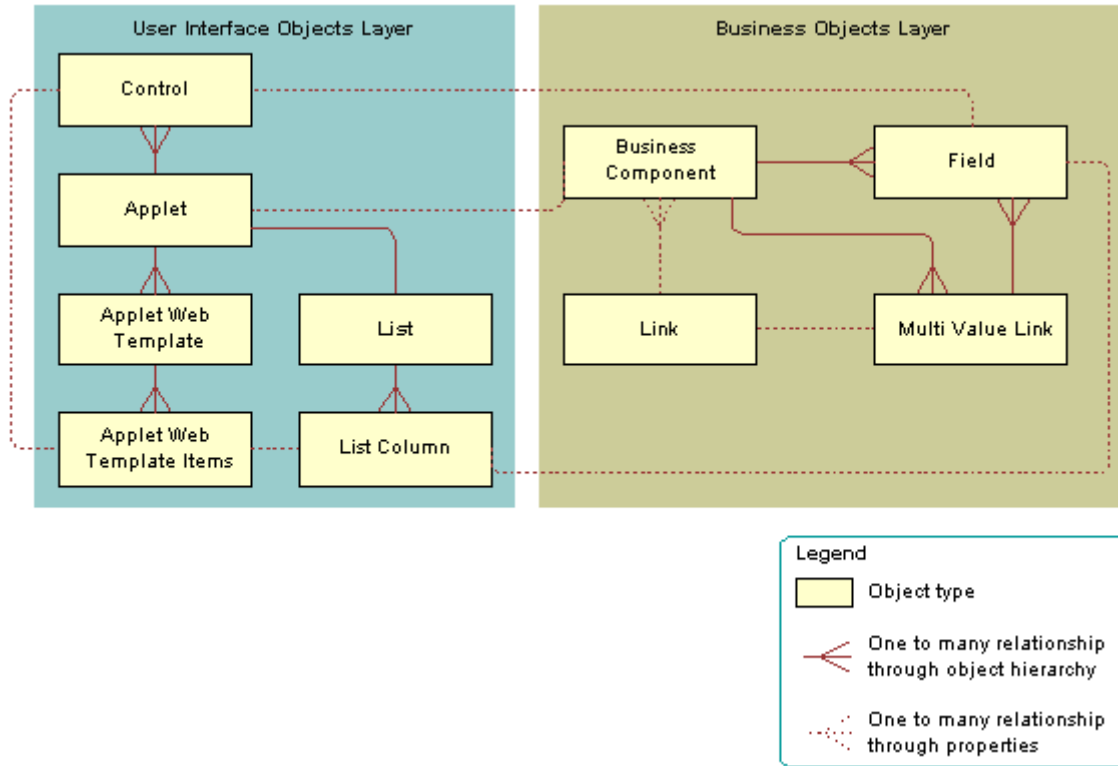 User Interface Objects Layer
Business Objects Layer
Control
Applet
Applet Web
Template
List
Applet Web
Template Items
List Column
Business
Component
Field
Link
Multi Value Link
Legend
Object type
One to many relationship
through object hierarchy
One to many relationship
through properties